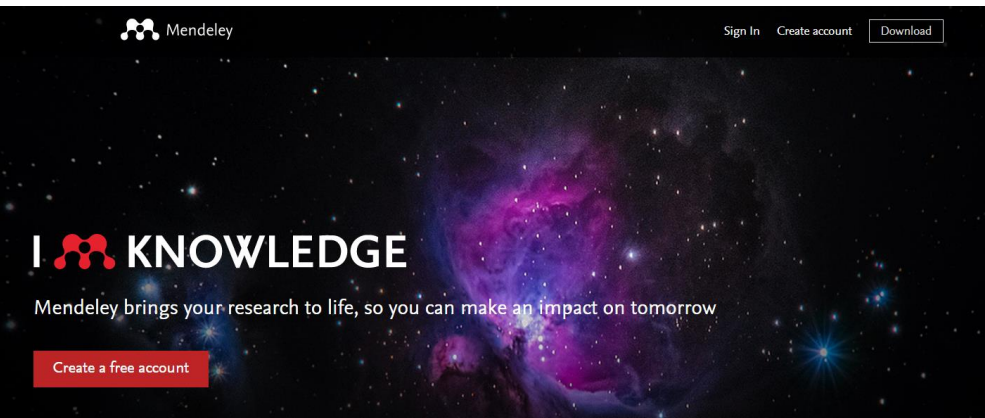 Mendeley
Sign In
Create account
Download
I KNOWLEDGE
Mendeley brings your research to life, so you can make an impact on tomorrow
Create a free account